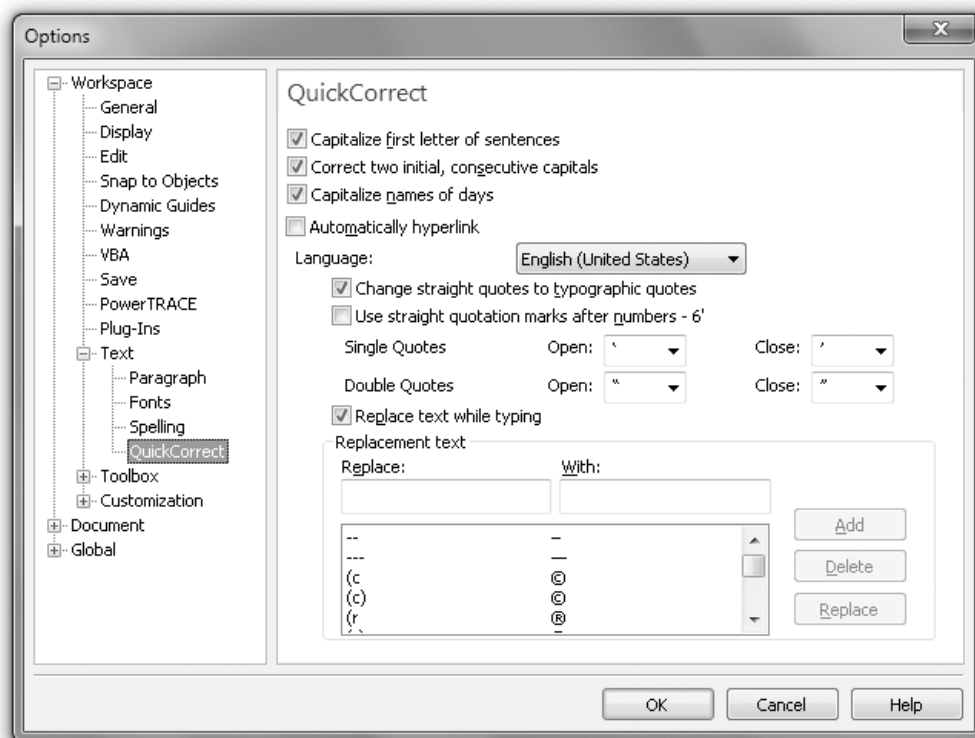 Options
Workspace
General
Display
Edit
Snap to Objects
Dynamic Guides
Warnings
VBA
Save
PowerTRACE
Plug-Ins
Text
Paragraph
Fonts
Spelling
QuickCorrect
Toolbox
Customization
Document
Global
QuickCorrect
Capitalize first letter of sentences
Correct two initial, consecutive capitals
Capitalize names of days
Automatically hyperlink
Language: English (United States)
Change straight quotes to typographic quotes
Use straight quotation marks after numbers - 6'
Single Quotes Open: ‘ Close: ’
Double Quotes Open: “ Close: ”
Replace text while typing
Replacement text
Replace: With:
-- –
--- —
(c ©
(c) ©
(r ®
Add
Delete
Replace
OK Cancel Help